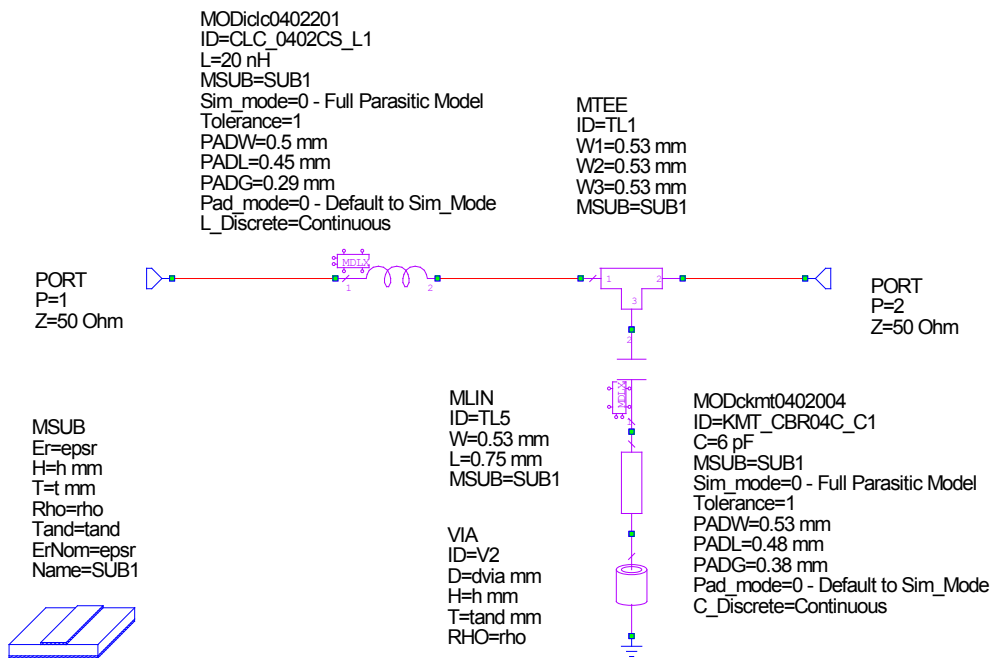 MODiclc0402201
ID=CLC_0402CS_L1
L=20 nH
MSUB=SUB1
Sim_mode=0 - Full Parasitic Model
Tolerance=1
PADW=0.5 mm
PADL=0.45 mm
PADG=0.29 mm
Pad_mode=0 - Default to Sim_Mode
L_Discrete=Continuous
MTEE
ID=TL1
W1=0.53 mm
W2=0.53 mm
W3=0.53 mm
MSUB=SUB1
PORT
P=1
Z=50 Ohm
MDLX
1
2
1
2
3
PORT
P=2
Z=50 Ohm
2
MDLX
1
MSUB
Er=epsr
H=h mm
T=t mm
Rho=rho
Tand=tand
ErNom=epsr
Name=SUB1
MLIN
ID=TL5
W=0.53 mm
L=0.75 mm
MSUB=SUB1
MODckmt0402004
ID=KMT_CBR04C_C1
C=6 pF
MSUB=SUB1
Sim_mode=0 - Full Parasitic Model
Tolerance=1
PADW=0.53 mm
PADL=0.48 mm
PADG=0.38 mm
Pad_mode=0 - Default to Sim_Mode
C_Discrete=Continuous
VIA
ID=V2
D=dvia mm
H=h mm
T=tand mm
RHO=rho